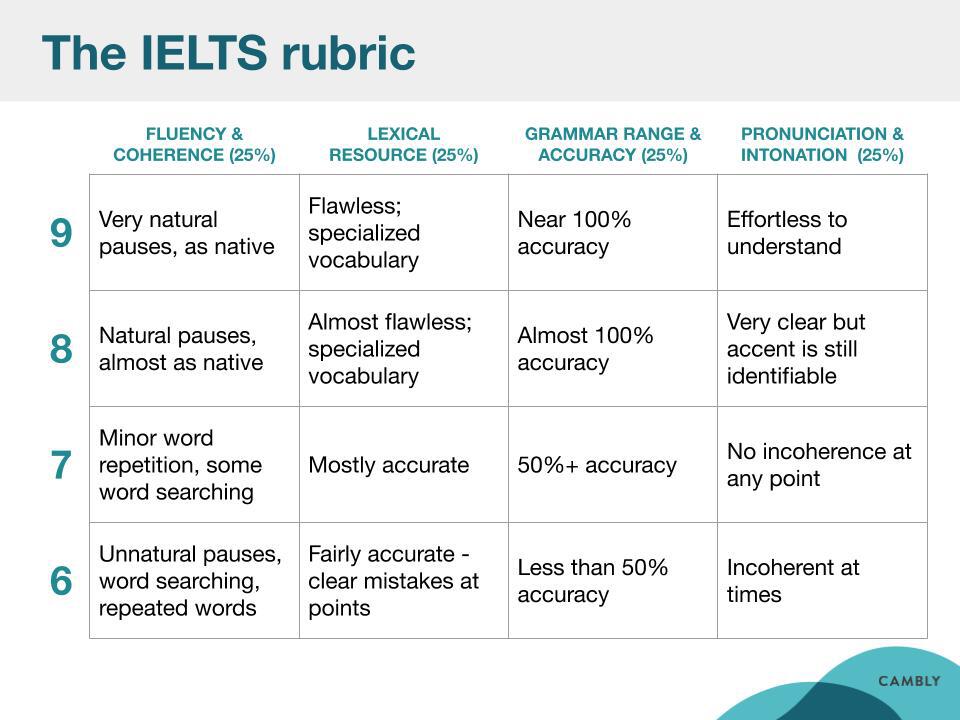 The IELTS rubric
FLUENCY &
COHERENCE (25%)
LEXICAL
RESOURCE (25%)
GRAMMAR RANGE &
ACCURACY (25%)
PRONUNCIATION &
INTONATION (25%)
9
Very natural
pauses, as native
Flawless;
specialized
vocabulary
Near 100%
accuracy
Effortless to
understand
8
Natural pauses,
almost as native
Almost flawless;
specialized
vocabulary
Almost 100%
accuracy
Very clear but
accent is still
identifiable
7
Minor word
repetition, some
word searching
Mostly accurate
50%+ accuracy
No incoherence at
any point
6
Unnatural pauses,
word searching,
repeated words
Fairly accurate -
clear mistakes at
points
Less than 50%
accuracy
Incoherent at
times
CAMBLY